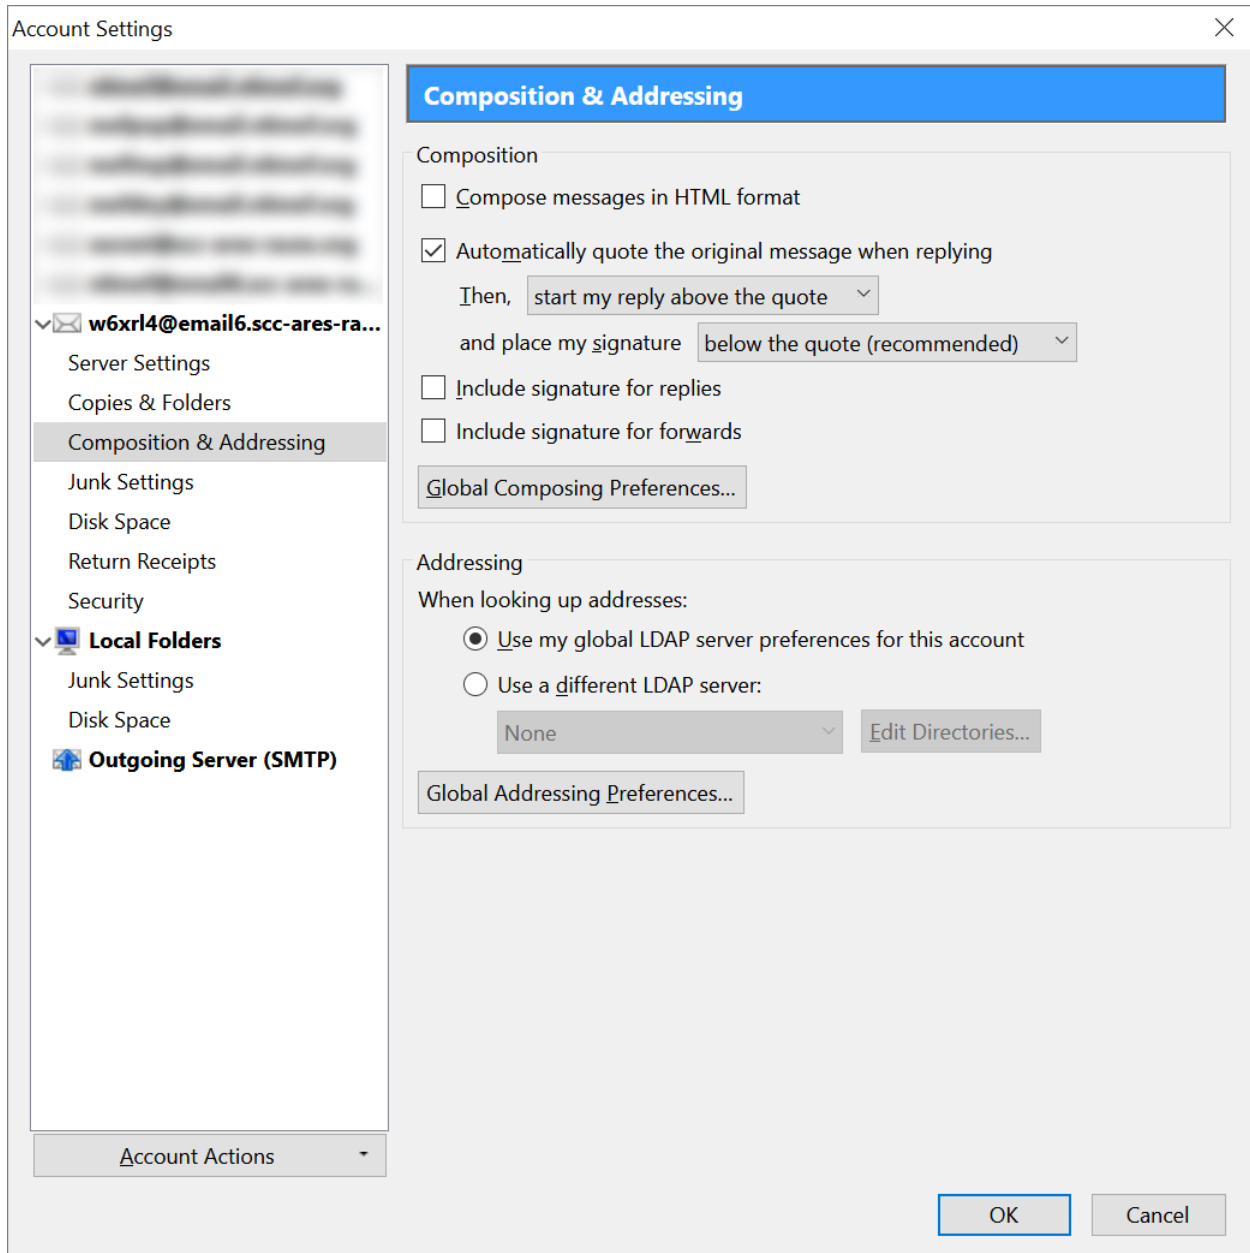 Account Settings
w6xrl4@email6.scc-ares-ra...
Server Settings
Copies & Folders
Composition & Addressing
Junk Settings
Disk Space
Return Receipts
Security
Local Folders
Junk Settings
Disk Space
Outgoing Server (SMTP)
Account Actions
Composition & Addressing
Composition
Compose messages in HTML format
Automatically quote the original message when replying
Then, start my reply above the quote
and place my signature below the quote (recommended)
Include signature for replies
Include signature for forwards
Global Composing Preferences...
Addressing
When looking up addresses:
Use my global LDAP server preferences for this account
Use a different LDAP server:
None Edit Directories...
Global Addressing Preferences...
OK Cancel